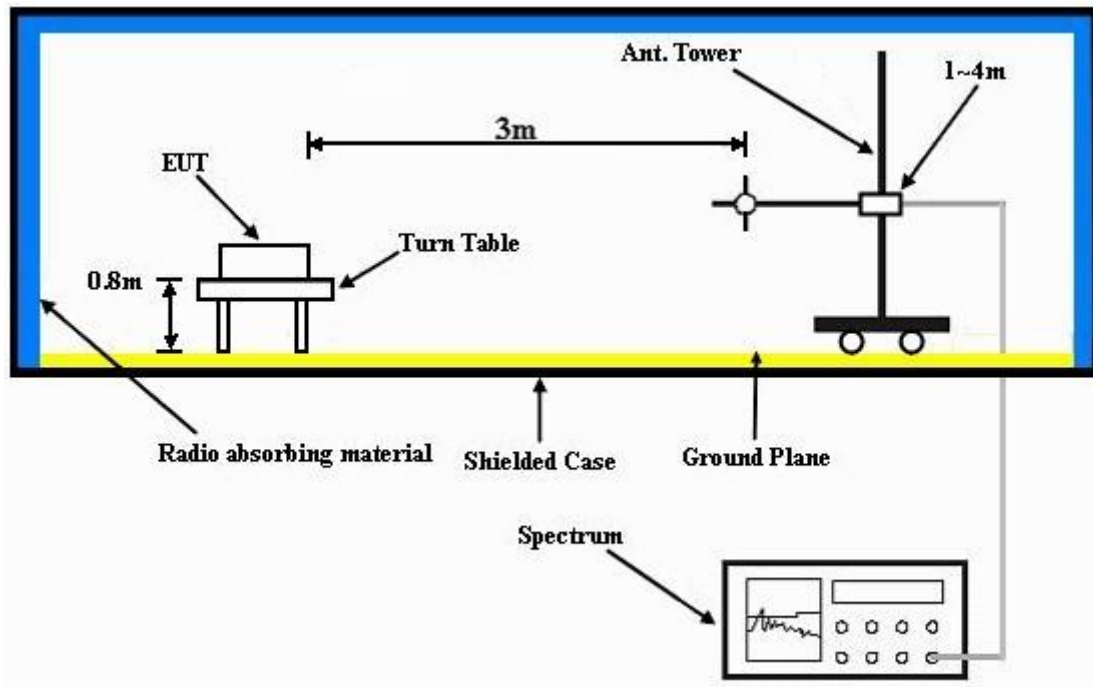 Ant. Tower
1~4m
3m
EUT
Turn Table
0.8m
Radio absorbing material
Shielded Case
Ground Plane
Spectrum